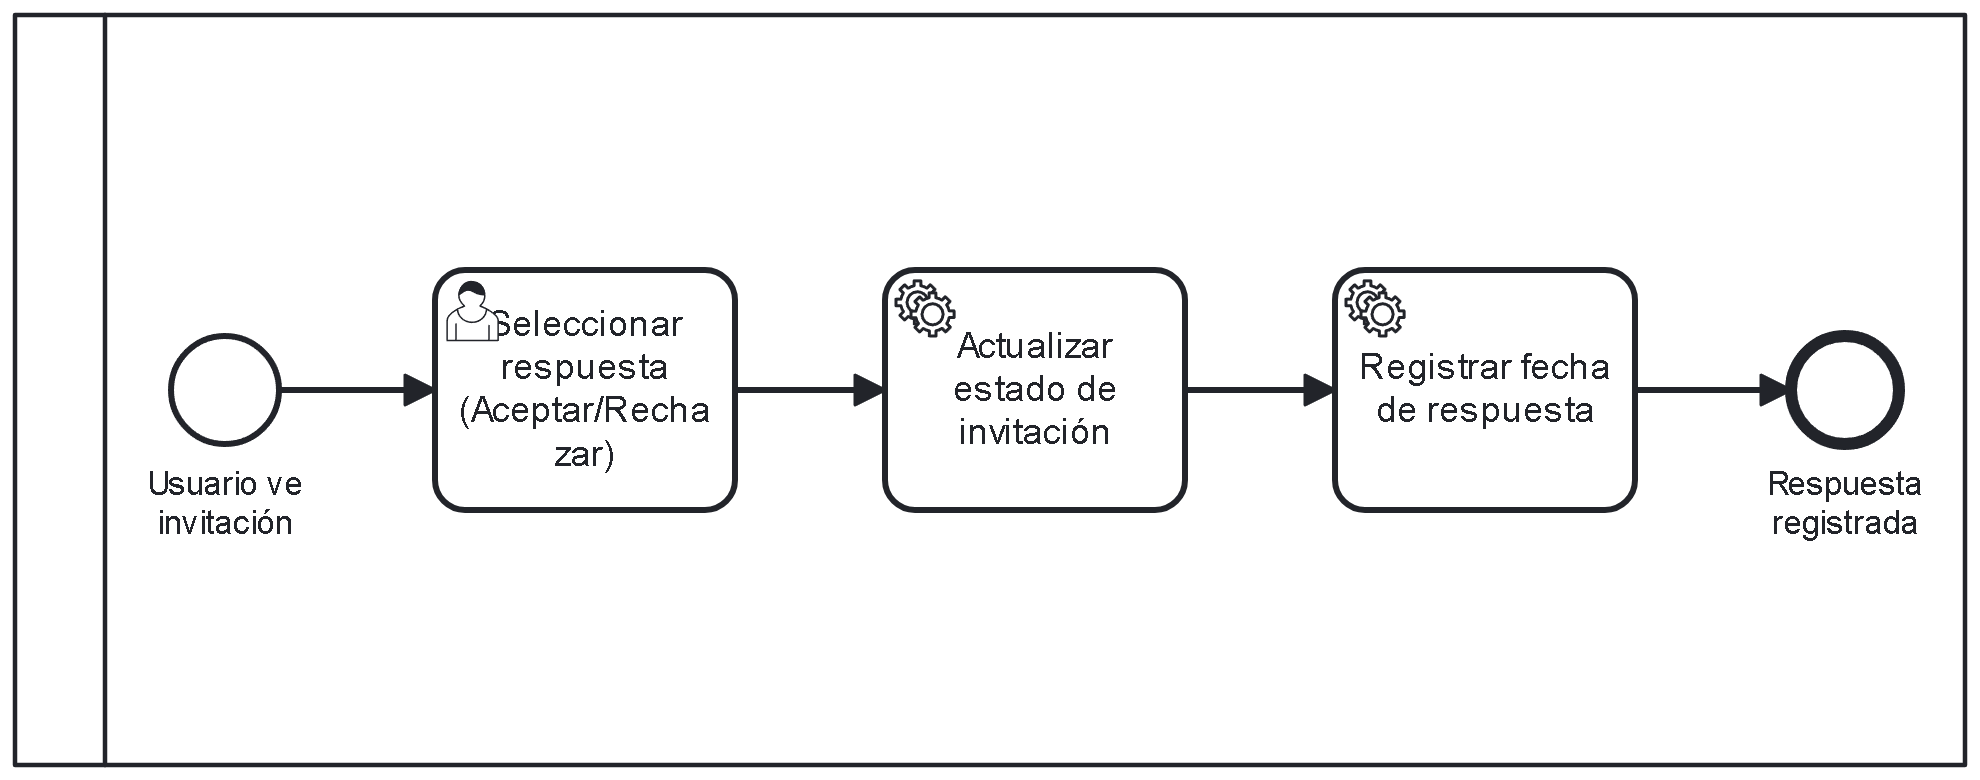 Usuario ve
invitación
Seleccionar
respuesta
(Aceptar/Recha
zar)
Actualizar
estado de
invitación
Registrar fecha
de respuesta
Respuesta
registrada